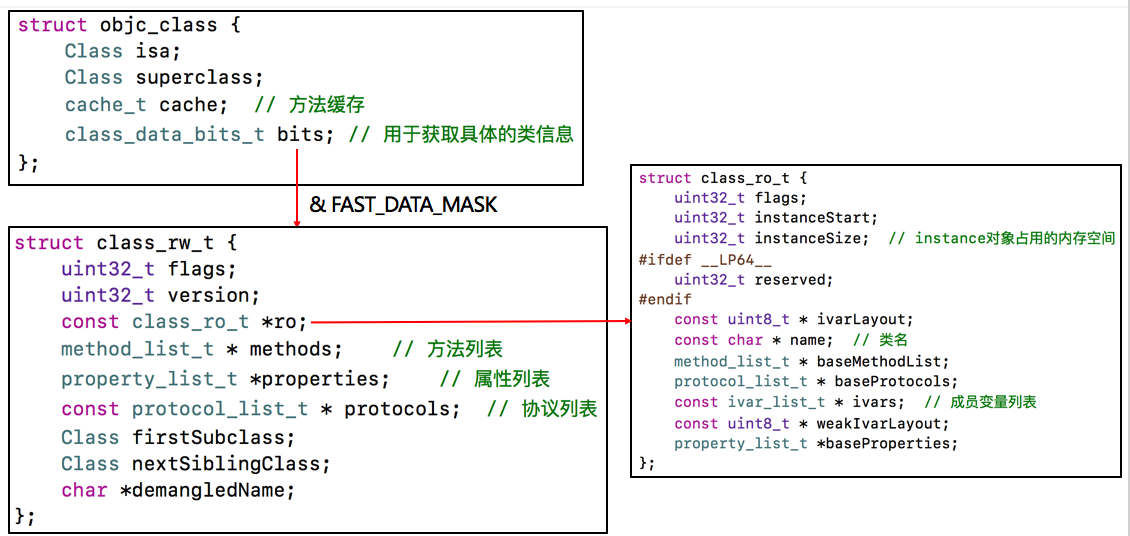 struct objc_class {
    Class isa;
    Class superclass;
    cache_t cache;  // 方法缓存
    class_data_bits_t bits; // 用于获取具体的类信息
};
& FAST_DATA_MASK
struct class_rw_t {
    uint32_t flags;
    uint32_t version;
    const class_ro_t *ro;
    method_list_t * methods;    // 方法列表
    property_list_t *properties;    // 属性列表
    const protocol_list_t * protocols;  // 协议列表
    Class firstSubclass;
    Class nextSiblingClass;
    char *demangledName;
};
struct class_ro_t {
    uint32_t flags;
    uint32_t instanceStart;
    uint32_t instanceSize;  // instance对象占用的内存空间
#ifdef __LP64__
    uint32_t reserved;
#endif
    const uint8_t * ivarLayout;
    const char * name;  // 类名
    method_list_t * baseMethodList;
    protocol_list_t * baseProtocols;
    const ivar_list_t * ivars;  // 成员变量列表
    const uint8_t * weakIvarLayout;
    property_list_t *baseProperties;
};